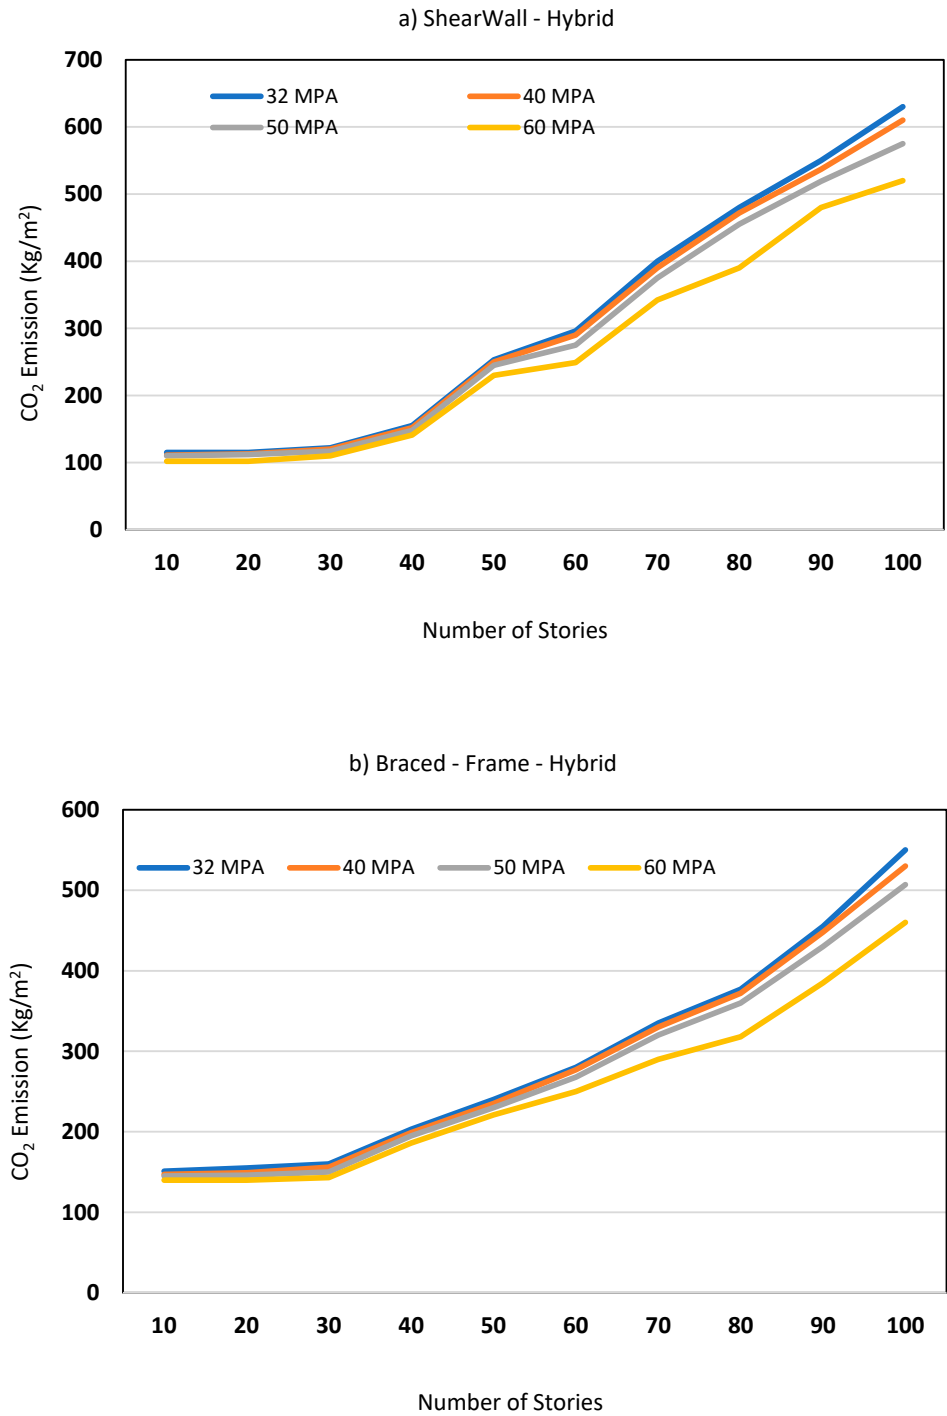 a) ShearWall - Hybrid
700
600
500
400
300
200
100
0
CO₂ Emission (Kg/m²)
32 MPA 40 MPA
50 MPA 60 MPA
10 20 30 40 50 60 70 80 90 100
Number of Stories
b) Braced - Frame - Hybrid
600
500
400
300
200
100
0
CO₂ Emission (Kg/m²)
32 MPA 40 MPA 50 MPA 60 MPA
10 20 30 40 50 60 70 80 90 100
Number of Stories